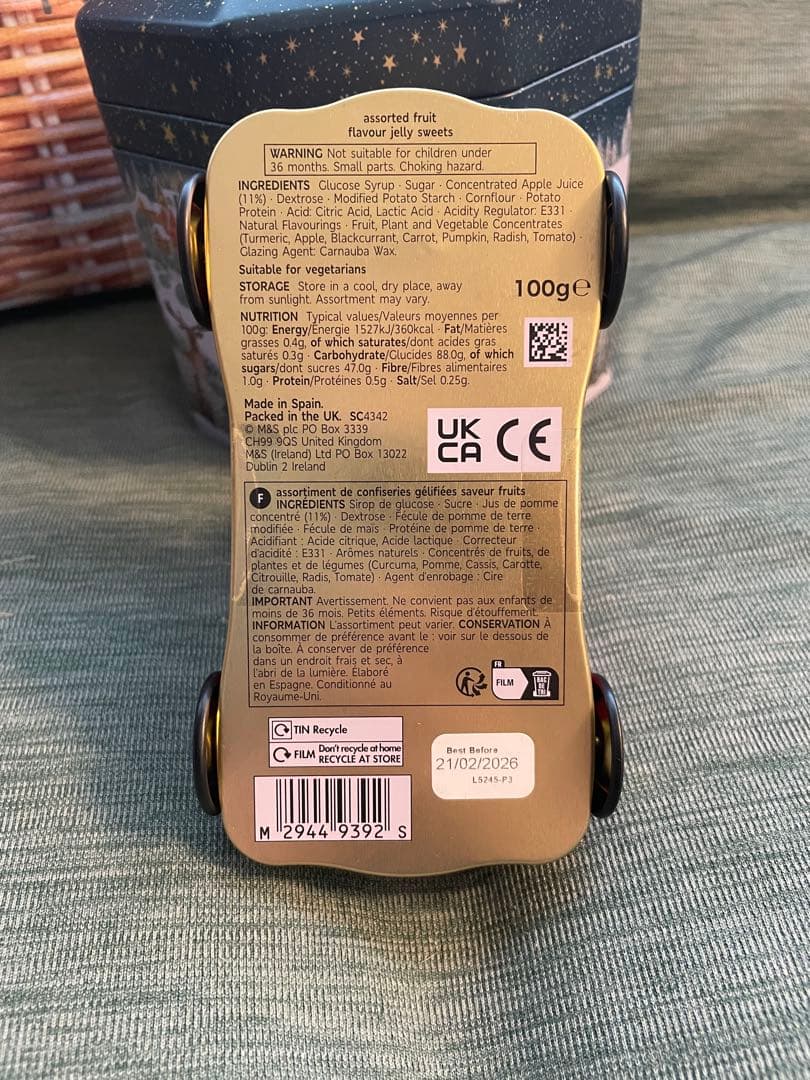 assorted fruit
flavour jelly sweets
WARNING Not suitable for children under
36 months. Small parts. Choking hazard.
INGREDIENTS Glucose Syrup · Sugar · Concentrated Apple Juice
(11%) · Dextrose · Modified Potato Starch · Cornflour · Potato
Protein · Acid: Citric Acid, Lactic Acid · Acidity Regulator: E331 ·
Natural Flavourings · Fruit, Plant and Vegetable Concentrates
(Turmeric, Apple, Blackcurrant, Carrot, Pumpkin, Radish, Tomato) ·
Glazing Agent: Carnauba Wax.
Suitable for vegetarians
STORAGE Store in a cool, dry place, away
from sunlight. Assortment may vary.
100g℮
NUTRITION Typical values/Valeurs moyennes per
100g: Energy/Énergie 1527kJ/360kcal · Fat/Matières
grasses 0.4g, of which saturates/dont acides gras
saturés 0.3g · Carbohydrate/Glucides 88.0g, of which
sugars/dont sucres 47.0g · Fibre/Fibres alimentaires
1.0g · Protein/Protéines 0.5g · Salt/Sel 0.25g.
Made in Spain.
Packed in the UK. SC4342
© M&S plc PO Box 3339
CH99 9QS United Kingdom
M&S (Ireland) Ltd PO Box 13022
Dublin 2 Ireland
UK
CA CE
F assortiment de confiseries gélifiées saveur fruits
INGRÉDIENTS Sirop de glucose · Sucre · Jus de pomme
concentré (11%) · Dextrose · Fécule de pomme de terre
modifiée · Fécule de maïs · Protéine de pomme de terre ·
Acidifiant : Acide citrique, Acide lactique · Correcteur
d'acidité : E331 · Arômes naturels · Concentrés de fruits, de
plantes et de légumes (Curcuma, Pomme, Cassis, Carotte,
Citrouille, Radis, Tomate) · Agent d'enrobage : Cire
de carnauba.
IMPORTANT Avertissement. Ne convient pas aux enfants de
moins de 36 mois. Petits éléments. Risque d'étouffement.
INFORMATION L'assortiment peut varier. CONSERVATION À
consommer de préférence avant le : voir sur le dessous de
la boîte. À conserver de préférence
dans un endroit frais et sec, à
l'abri de la lumière. Élaboré
en Espagne. Conditionné au
Royaume-Uni.
FR
FILM
BAC
DE
TRI
TIN Recycle
FILM Don't recycle at home
RECYCLE AT STORE
Best Before
21/02/2026
L5245-P3
M 2944 9392 S